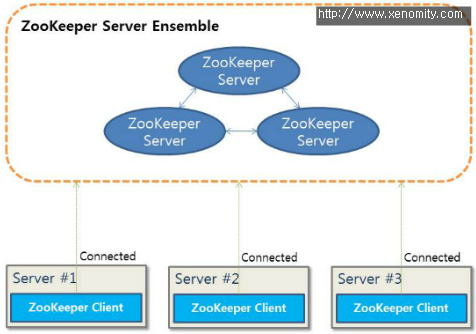 http://www.xenomity.com
ZooKeeper Server Ensemble
ZooKeeper
Server
ZooKeeper
Server
ZooKeeper
Server
Connected
Connected
Connected
Server #1
Server #2
Server #3
ZooKeeper Client
ZooKeeper Client
ZooKeeper Client